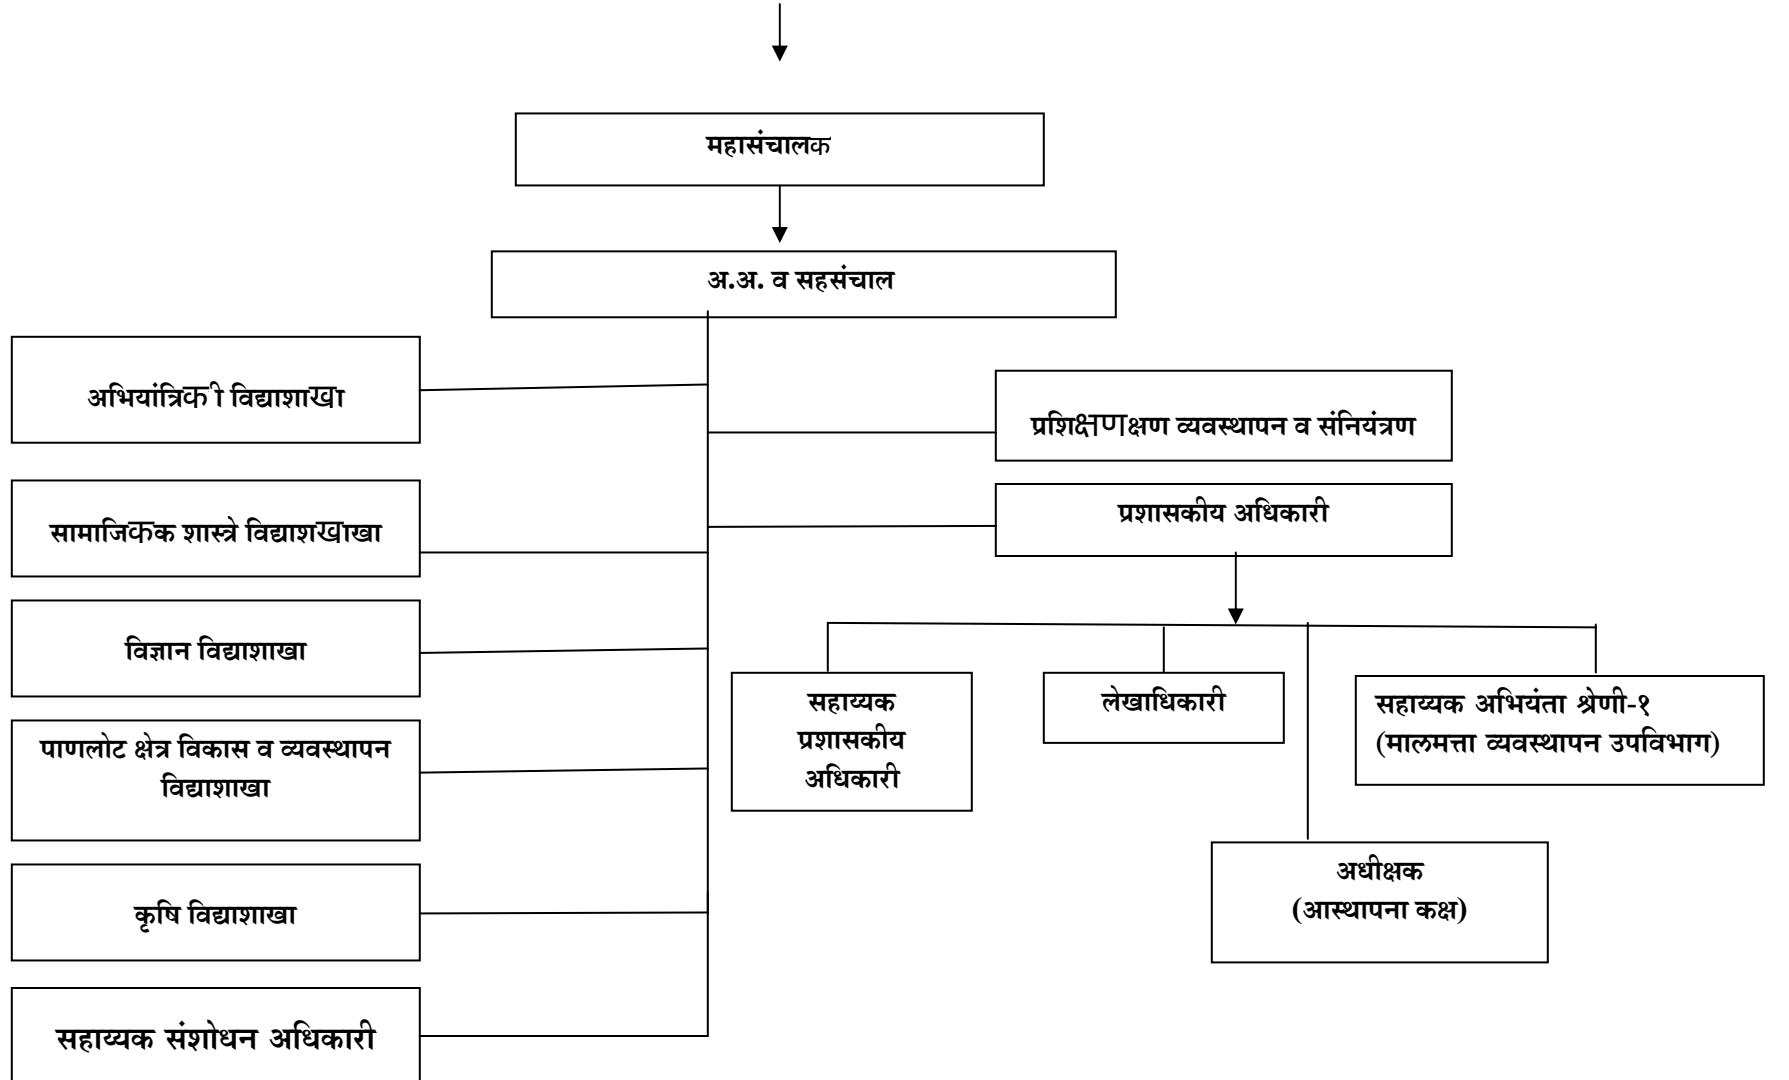 महासंचालक
अ.अ. व सहसंचाल
अभियांत्रिकी विद्याशाखा
प्रशिक्षणक्षण व्यवस्थापन व संनियंत्रण
प्रशासकीय अधिकारी
सामाजिकक शास्त्रे विद्याशखाखा
विज्ञान विद्याशाखा
सहाय्यक
प्रशासकीय
अधिकारी
लेखाधिकारी
सहाय्यक अभियंता श्रेणी-१
(मालमत्ता व्यवस्थापन उपविभाग)
पाणलोट क्षेत्र विकास व व्यवस्थापन
विद्याशाखा
अधीक्षक
(आस्थापना कक्ष)
कृषि विद्याशाखा
सहाय्यक संशोधन अधिकारी